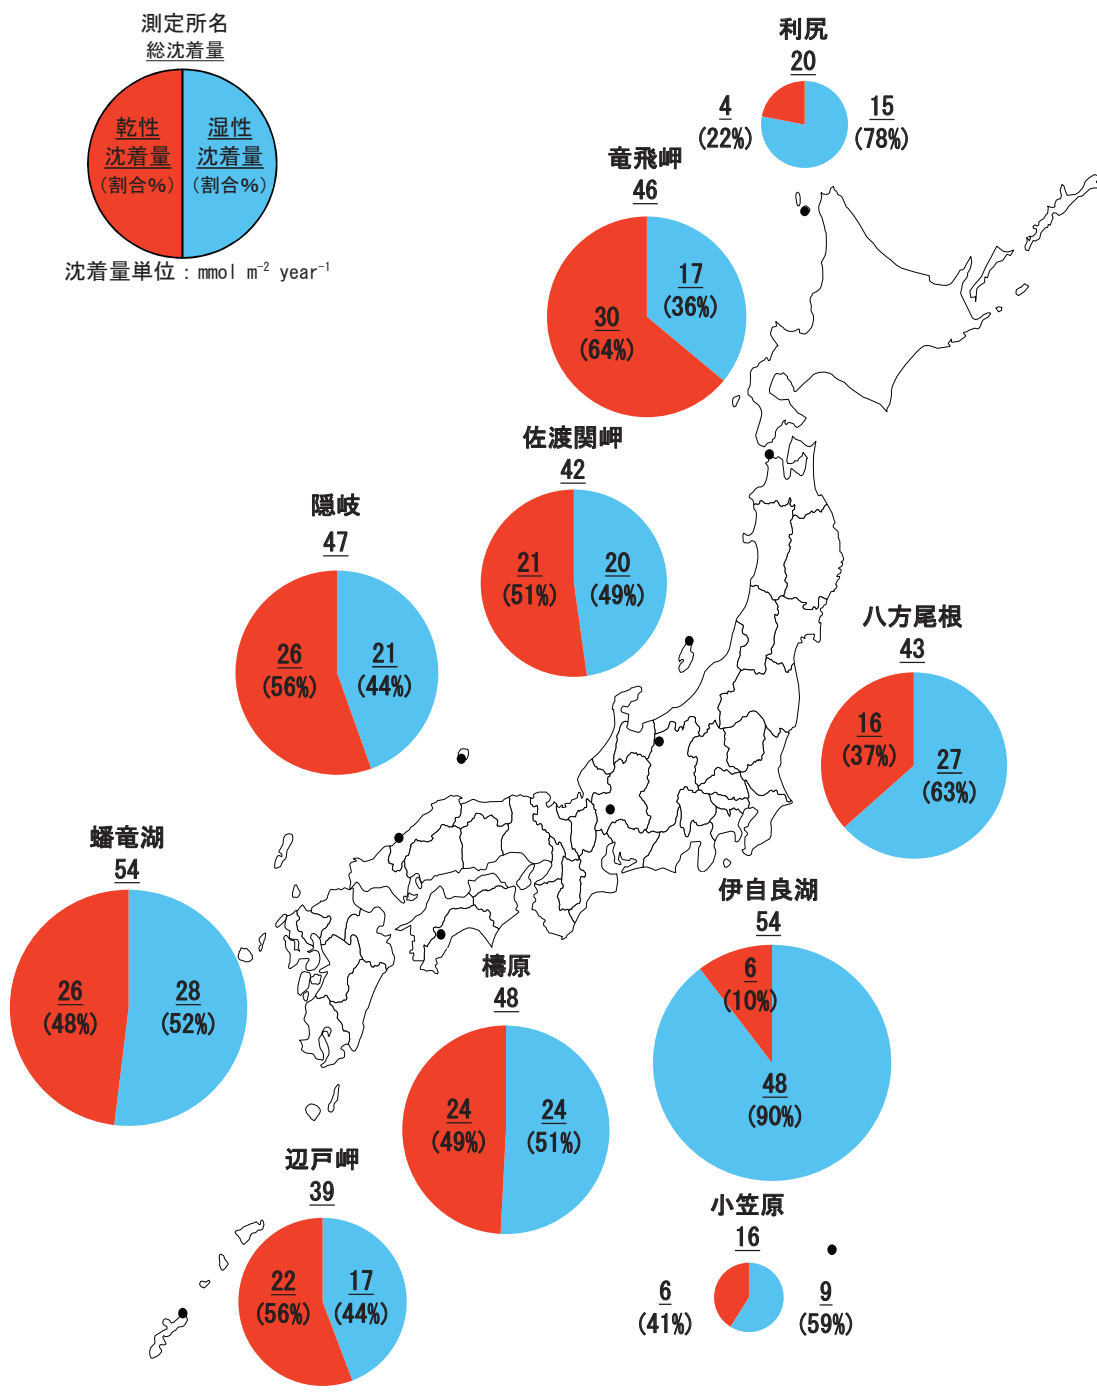 測定所名
総沈着量
乾性
沈着量
(割合%)
湿性
沈着量
(割合%)
沈着量単位：mmol m⁻² year⁻¹
利尻
20
4
(22%)
15
(78%)
竜飛岬
46
30
(64%)
17
(36%)
佐渡関岬
42
21
(51%)
20
(49%)
隠岐
47
26
(56%)
21
(44%)
八方尾根
43
16
(37%)
27
(63%)
蟠竜湖
54
26
(48%)
28
(52%)
伊自良湖
54
6
(10%)
48
(90%)
檮原
48
24
(49%)
24
(51%)
辺戸岬
39
22
(56%)
17
(44%)
小笠原
16
6
(41%)
9
(59%)